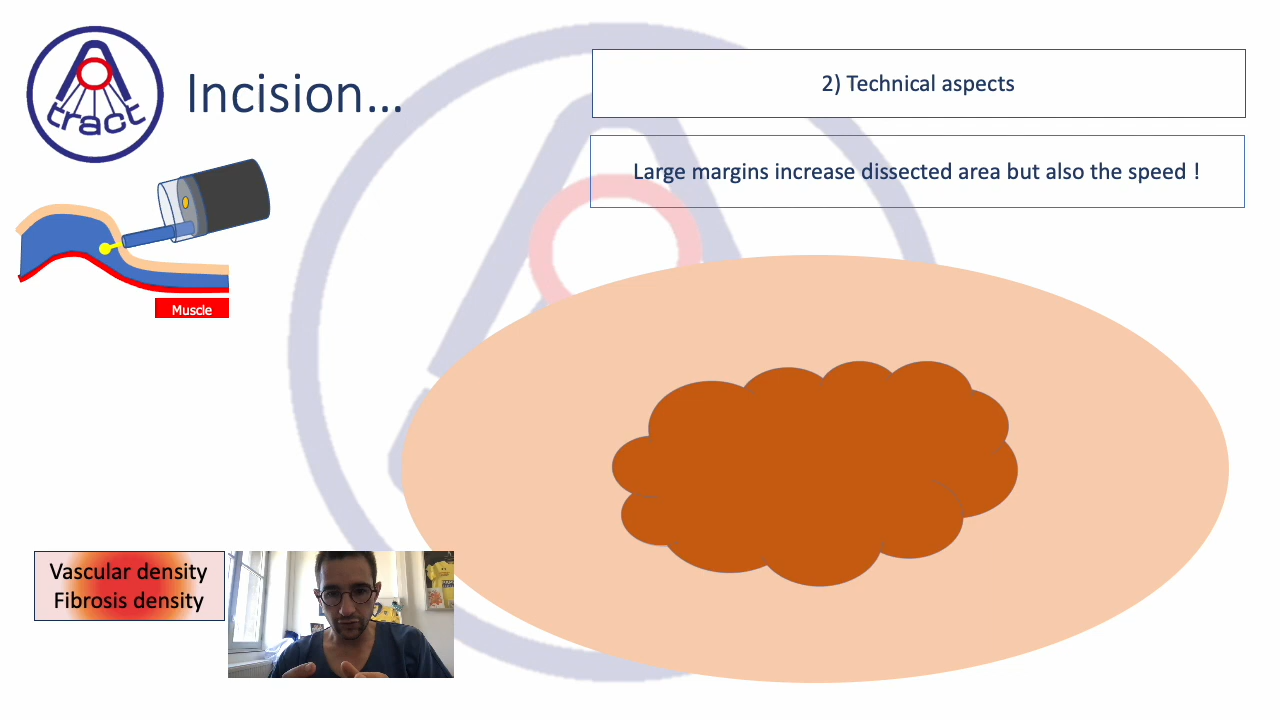 tract
Incision...
2) Technical aspects
Large margins increase dissected area but also the speed !
Muscle
Vascular density
Fibrosis density